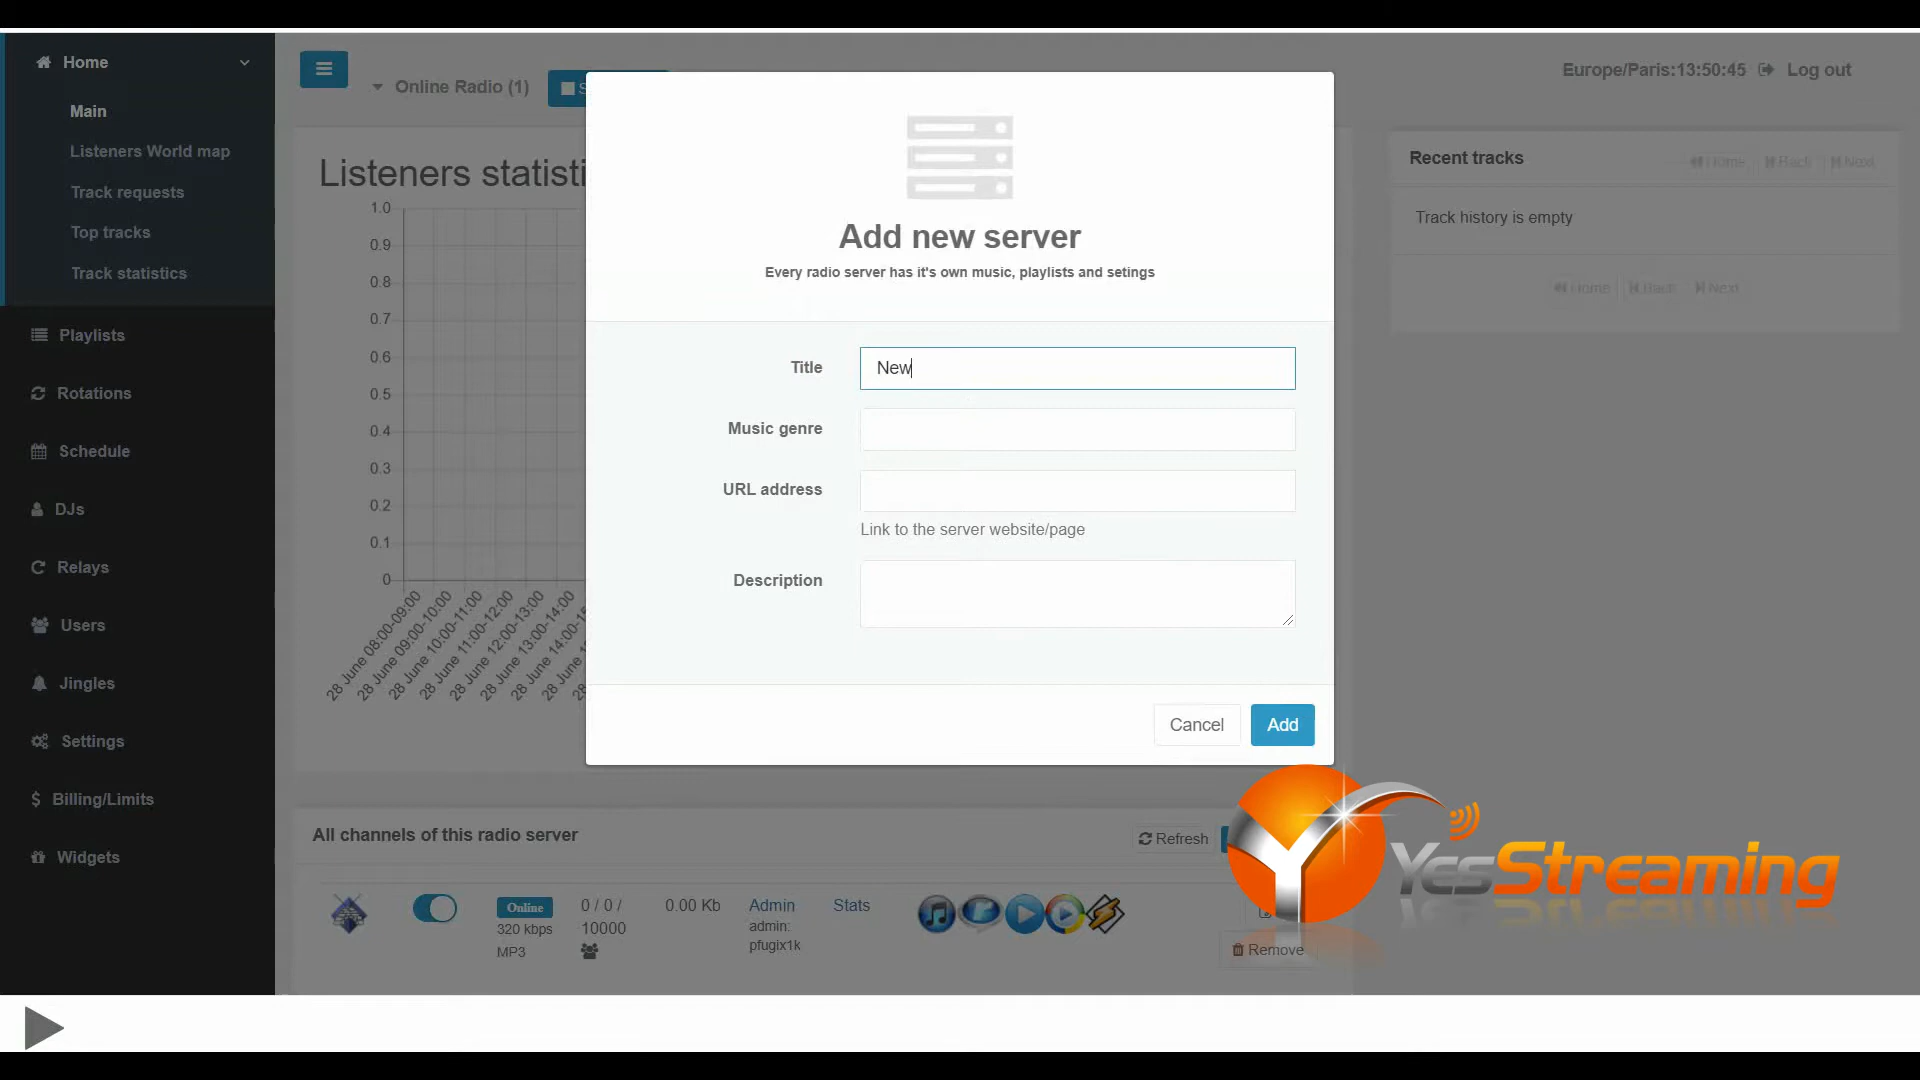 Home
Main
Listeners World map
Track requests
Top tracks
Track statistics
Playlists
Rotations
Schedule
DJs
Relays
Users
Jingles
Settings
Billing/Limits
Widgets
Online Radio (1)
S
Europe/Paris:13:50:45
Log out
Listeners statisti
1.0
0.9
0.8
0.7
0.6
0.5
0.4
0.3
0.2
0.1
0
28 June 08:00-09:00
28 June 09:00-10:00
28 June 10:00-11:00
28 June 11:00-12:00
28 June 12:00-13:00
28 June 13:00-14:00
28 June 14:00-15
28 June 1
28
Add new server
Every radio server has it's own music, playlists and setings
Title
New
Music genre
URL address
Link to the server website/page
Description
Cancel
Add
Recent tracks
Home Back Next
Track history is empty
Home Back Next
All channels of this radio server
Refresh
Online
320 kbps
MP3
0 / 0 /
10000
0.00 Kb
Admin
admin:
pfugix1k
Stats
Remove
YesStreaming